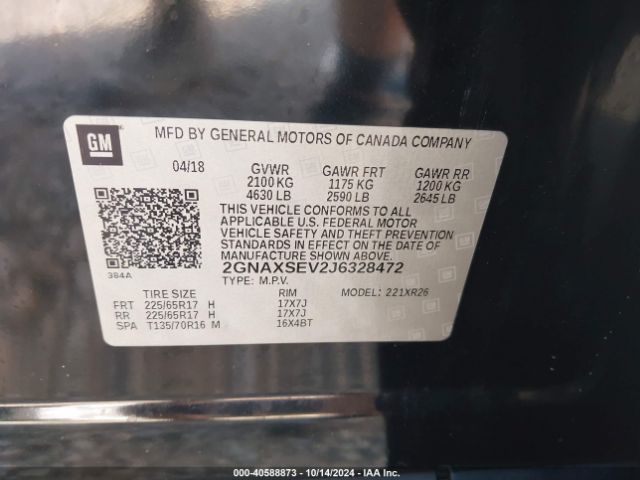 GM
MFD BY GENERAL MOTORS OF CANADA COMPANY
04/18 GVWR GAWR FRT GAWR RR
2100 KG 1175 KG 1200 KG
4630 LB 2590 LB 2645 LB
THIS VEHICLE CONFORMS TO ALL
APPLICABLE U.S. FEDERAL MOTOR
VEHICLE SAFETY AND THEFT
PREVENTION STANDARDS IN
EFFECT ON THE DATE OF
MANUFACTURE SHOWN ABOVE.
384A 2GNAXSEV2J6328472
TYPE: M.P.V. MODEL: 221XR26
TIRE SIZE RIM
FRT 225/65R17 H 17X7J
RR 225/65R17 H 17X7J
SPA T135/70R16 M 16X4BT
000-40588873 | 10/14/2024 | IAA Inc.